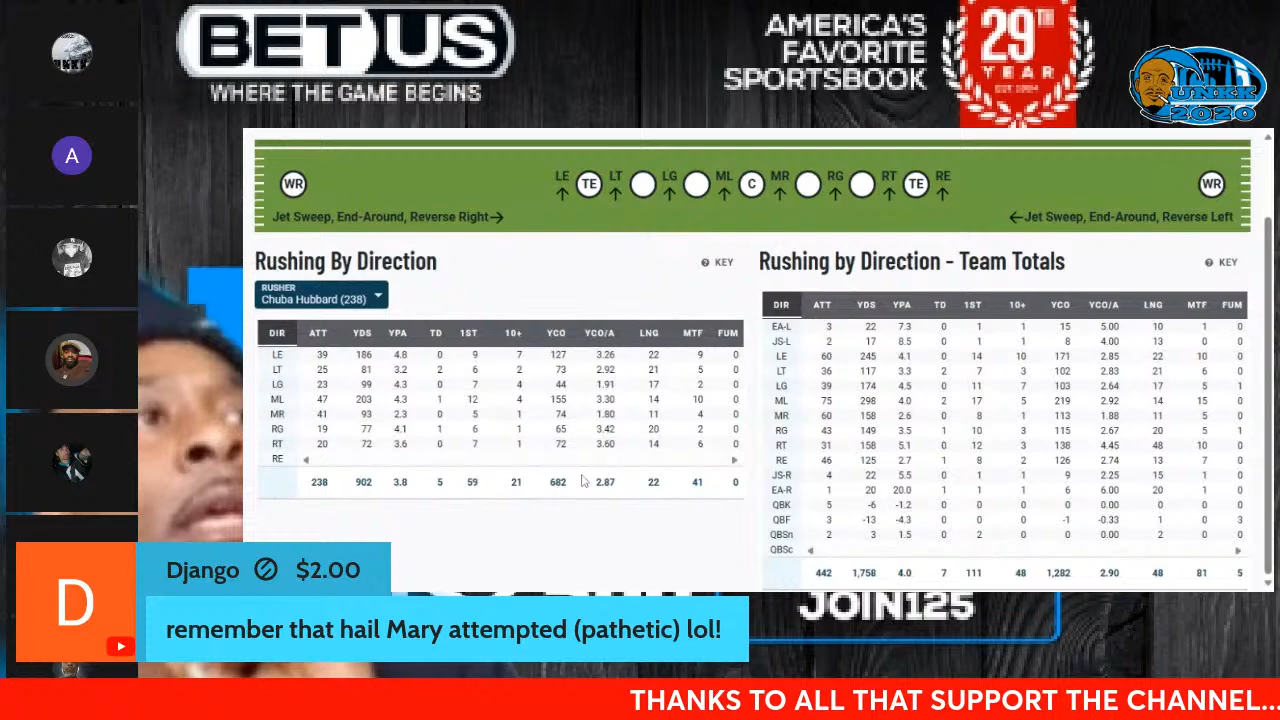 BETUS
WHERE THE GAME BEGINS
AMERICA'S
FAVORITE
SPORTSBOOK
29TH
YEAR
EST 1994
GUNKK
2020
A
WR LE TE LT LG ML C MR RG RT TE RE WR
Jet Sweep, End-Around, Reverse Right→ ←Jet Sweep, End-Around, Reverse Left
Rushing By Direction
KEY
RUSHER
Chuba Hubbard (238)
DIR ATT YDS YPA TD 1ST 10+ YCO YCO/A LNG MTF FUM
LE 39 186 4.8 0 9 7 127 3.26 22 9 0
LT 25 81 3.2 2 6 2 73 2.92 21 5 0
LG 23 99 4.3 0 7 4 44 1.91 17 2 0
ML 47 203 4.3 1 12 4 155 3.30 14 10 0
MR 41 93 2.3 0 5 1 74 1.80 11 4 0
RG 19 77 4.1 1 6 1 65 3.42 20 2 0
RT 20 72 3.6 0 7 1 72 3.60 14 6 0
RE
238 902 3.8 5 59 21 682 2.87 22 41 0
Rushing by Direction - Team Totals
KEY
DIR ATT YDS YPA TD 1ST 10+ YCO YCO/A LNG MTF FUM
EA-L 3 22 7.3 0 1 1 15 5.00 10 1 0
JS-L 2 17 8.5 0 1 1 8 4.00 13 0 0
LE 60 245 4.1 0 14 10 171 2.85 22 10 0
LT 36 117 3.3 2 7 3 102 2.83 21 6 0
LG 39 174 4.5 0 11 7 103 2.64 17 5 1
ML 75 298 4.0 2 17 5 219 2.92 14 15 0
MR 60 158 2.6 0 8 1 113 1.88 11 5 0
RG 43 149 3.5 1 10 3 115 2.67 20 5 1
RT 31 158 5.1 0 12 3 138 4.45 48 10 0
RE 46 125 2.7 1 8 2 126 2.74 13 7 0
JS-R 4 22 5.5 0 1 1 9 2.25 15 1 0
EA-R 1 20 20.0 1 1 1 6 6.00 20 1 0
QBK 5 -6 -1.2 0 0 0 0 0.00 0 0 0
QBF 3 -13 -4.3 0 0 0 -1 -0.33 1 0 3
QBSn 2 3 1.5 0 2 0 0 0.00 2 0 0
QBSc
442 1,758 4.0 7 111 48 1,282 2.90 48 81 5
JOIN125
D
Django $2.00
remember that hail Mary attempted (pathetic) lol!
THANKS TO ALL THAT SUPPORT THE CHANNEL...